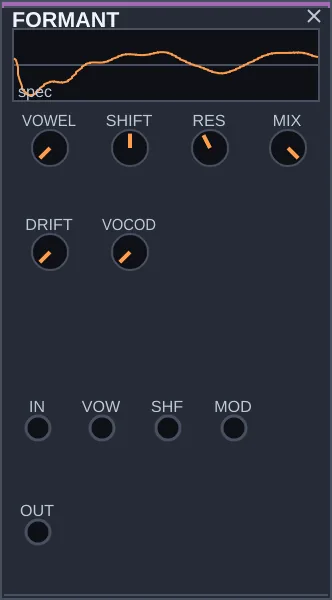 FORMANT
spec
VOWEL SHIFT RES MIX
DRIFT VOCOD
IN VOW SHF MOD
OUT